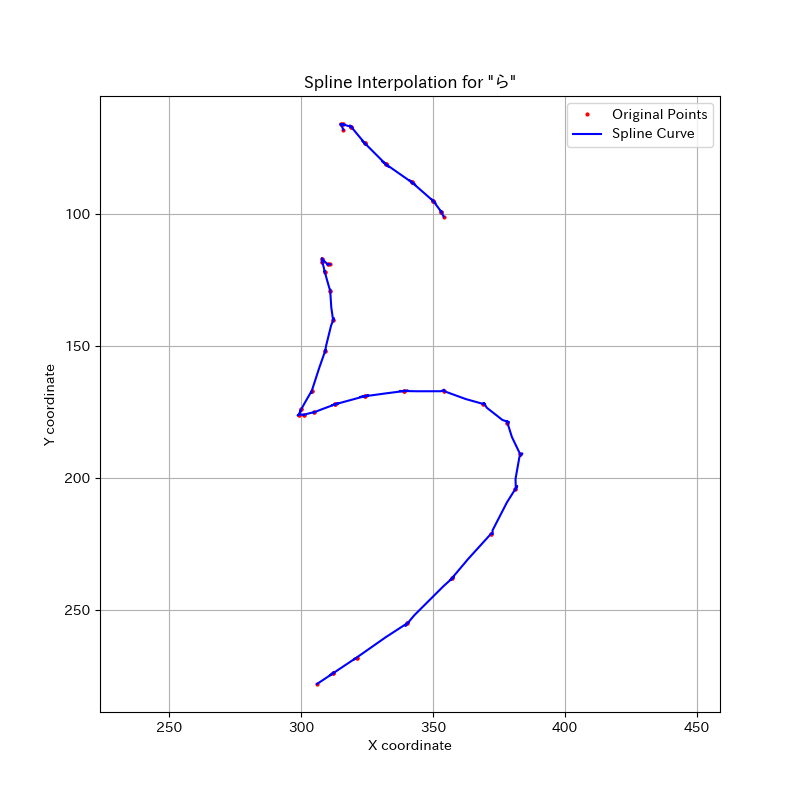 Spline Interpolation for "ら"
Original Points
Spline Curve
100
150
200
250
Y coordinate
ら
250
300
350
400
450
X coordinate